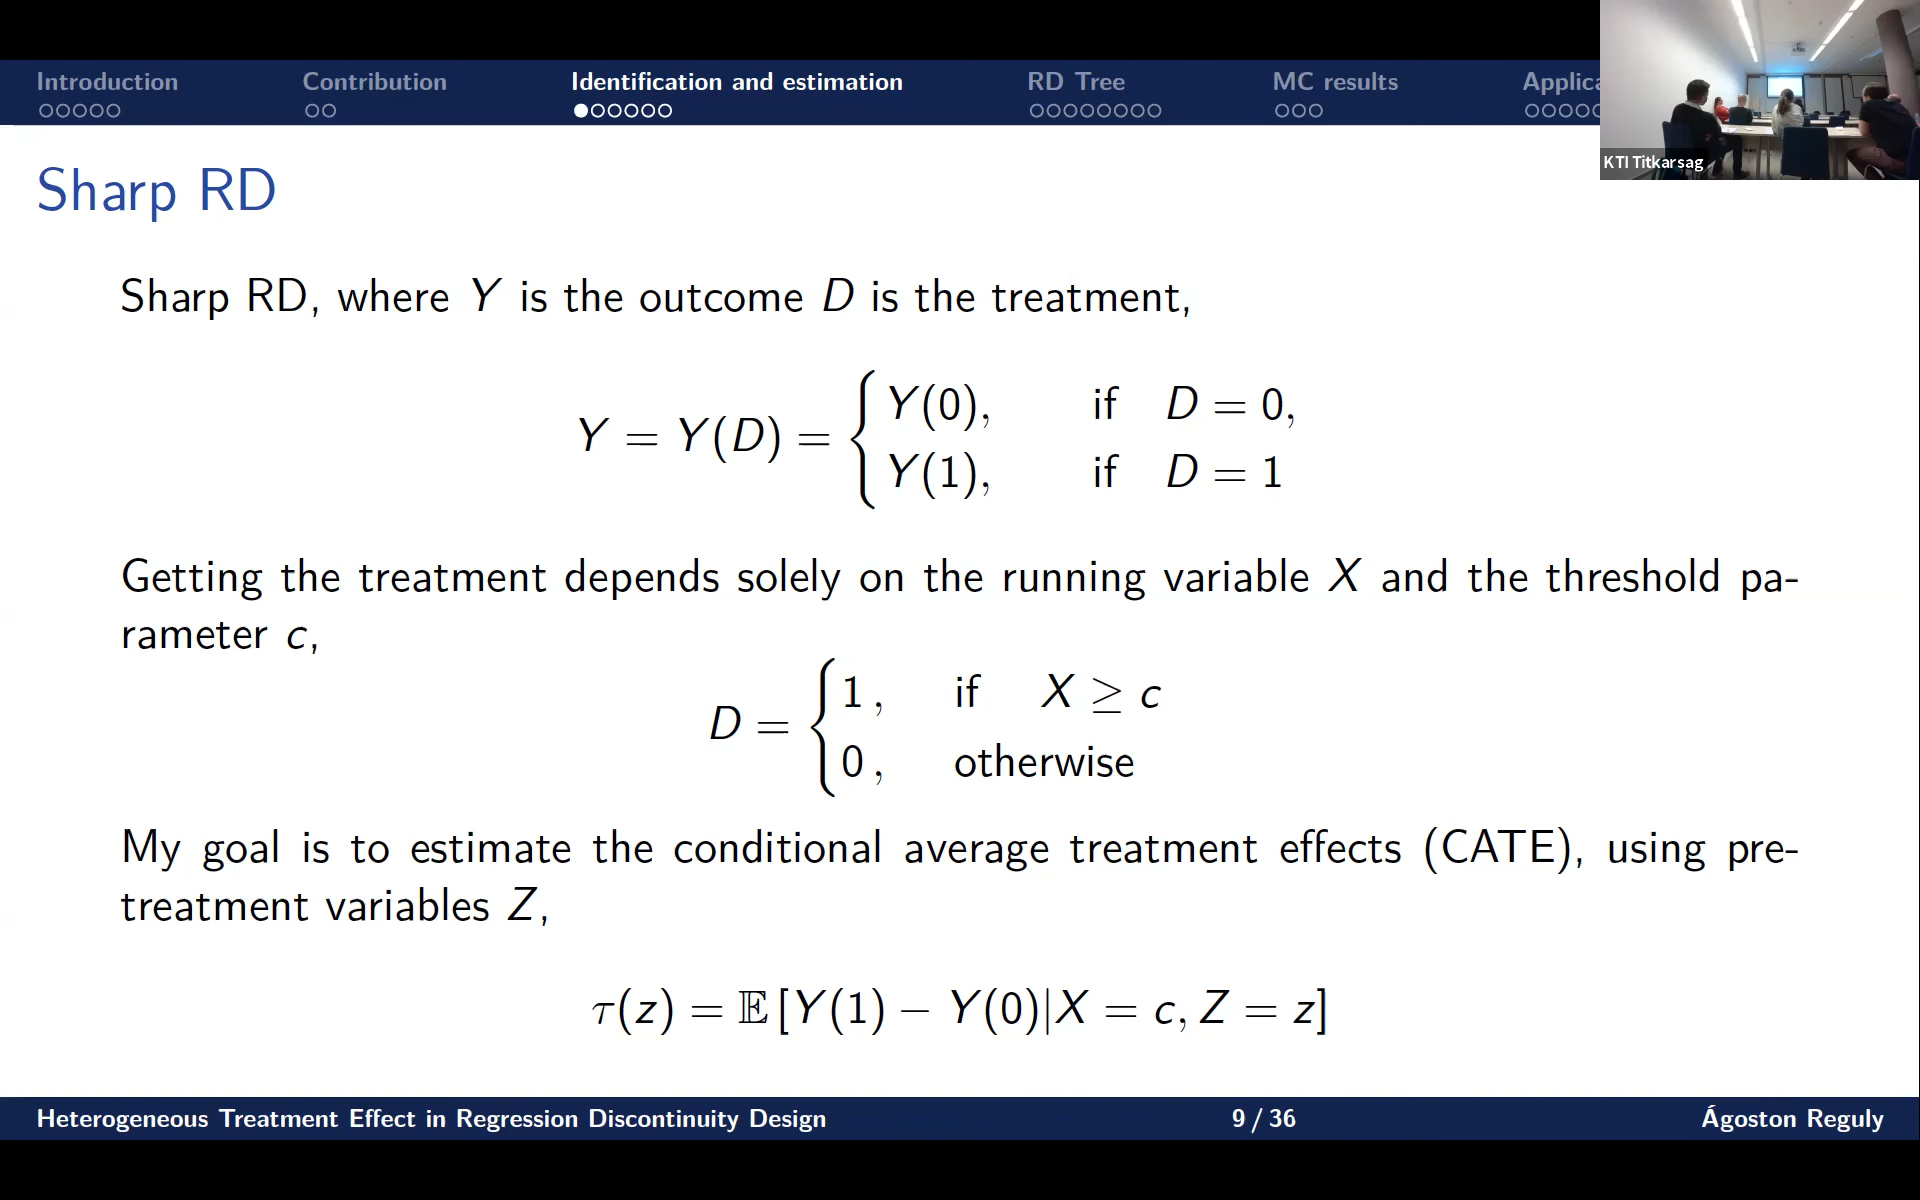 Introduction Contribution Identification and estimation RD Tree MC results Applica
KTI Titkarsag
Sharp RD
Sharp RD, where Y is the outcome D is the treatment,
Y = Y(D) = { Y(0), if D = 0,
Y(1), if D = 1
Getting the treatment depends solely on the running variable X and the threshold pa-
rameter c,
D = { 1 , if X ≥ c
0 , otherwise
My goal is to estimate the conditional average treatment effects (CATE), using pre-
treatment variables Z,
τ(z) = 𝔼 [Y(1) − Y(0)|X = c, Z = z]
Heterogeneous Treatment Effect in Regression Discontinuity Design 9 / 36 Ágoston Reguly